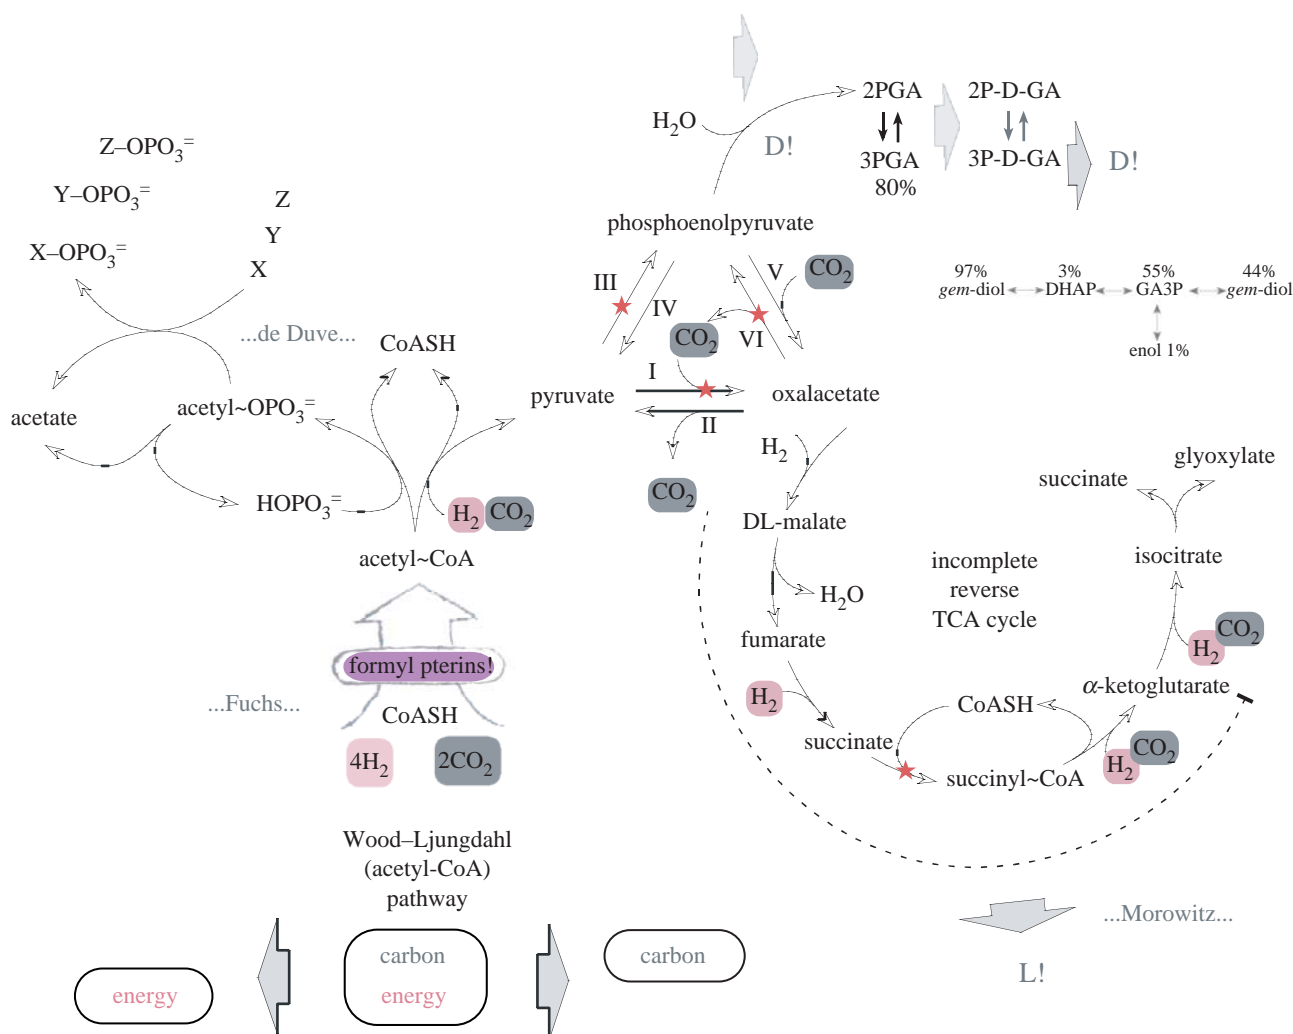 2PGA
2P-D-GA
H₂O
D!
3PGA
80%
3P-D-GA
D!
Z–OPO₃⁼
Y–OPO₃⁼
X–OPO₃⁼
Z
Y
X
phosphoenolpyruvate
III
IV
V
CO₂
CO₂
VI
97%
gem-diol
3%
DHAP
55%
GA3P
44%
gem-diol
enol 1%
...de Duve...
CoASH
I
II
acetate
acetyl~OPO₃⁼
pyruvate
oxalacetate
HOPO₃⁼
H₂
CO₂
CO₂
H₂
succinate
glyoxylate
DL-malate
acetyl~CoA
incomplete
reverse
TCA cycle
isocitrate
H₂O
fumarate
H₂
CO₂
formyl pterins!
α-ketoglutarate
...Fuchs...
CoASH
H₂
CoASH
4H₂
2CO₂
succinate
H₂
CO₂
succinyl~CoA
Wood–Ljungdahl
(acetyl-CoA)
pathway
...Morowitz...
L!
energy
carbon
energy
carbon